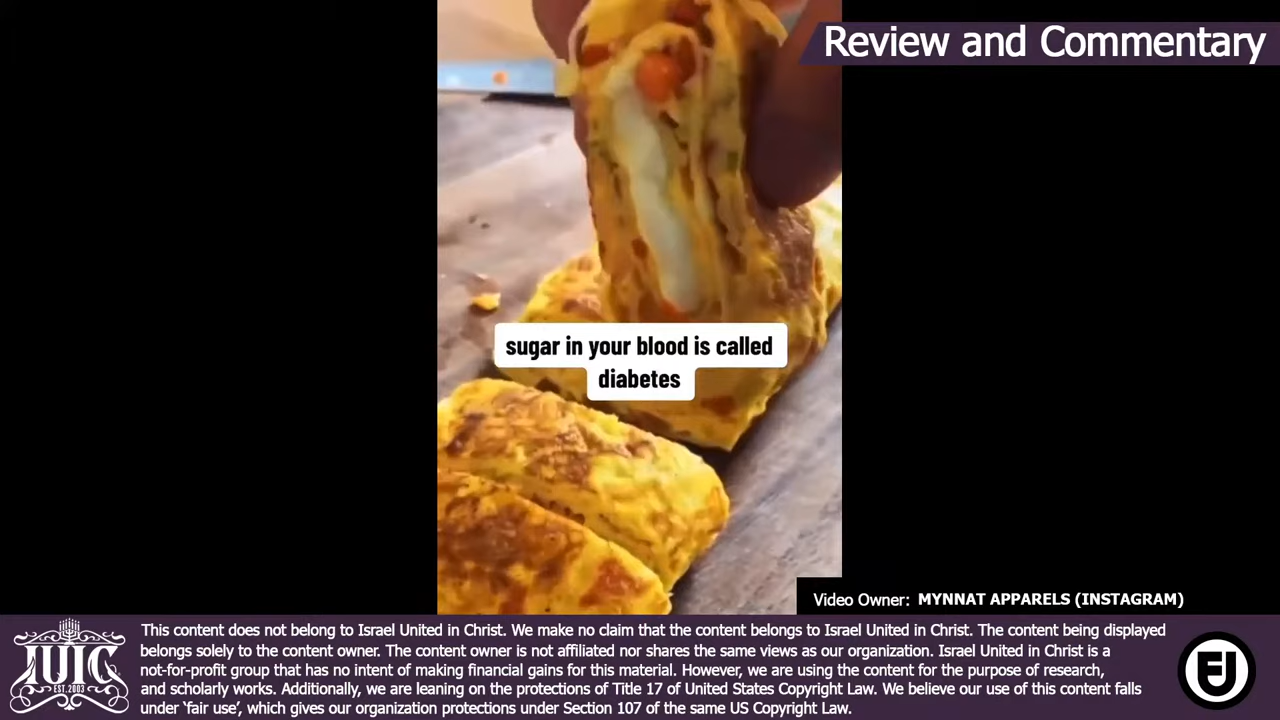 Review and Commentary
sugar in your blood is called
diabetes
Video Owner: MYNNAT APPARELS (INSTAGRAM)
This content does not belong to Israel United in Christ. We make no claim that the content belongs to Israel United in Christ. The content being displayed
belongs solely to the content owner. The content owner is not affiliated nor shares the same views as our organization. Israel United in Christ is a
not-for-profit group that has no intent of making financial gains for this material. However, we are using the content for the purpose of research,
and scholarly works. Additionally, we are leaning on the protections of Title 17 of United States Copyright Law. We believe our use of this content falls
under ‘fair use’, which gives our organization protections under Section 107 of the same US Copyright Law.
IUIC
EST.2003